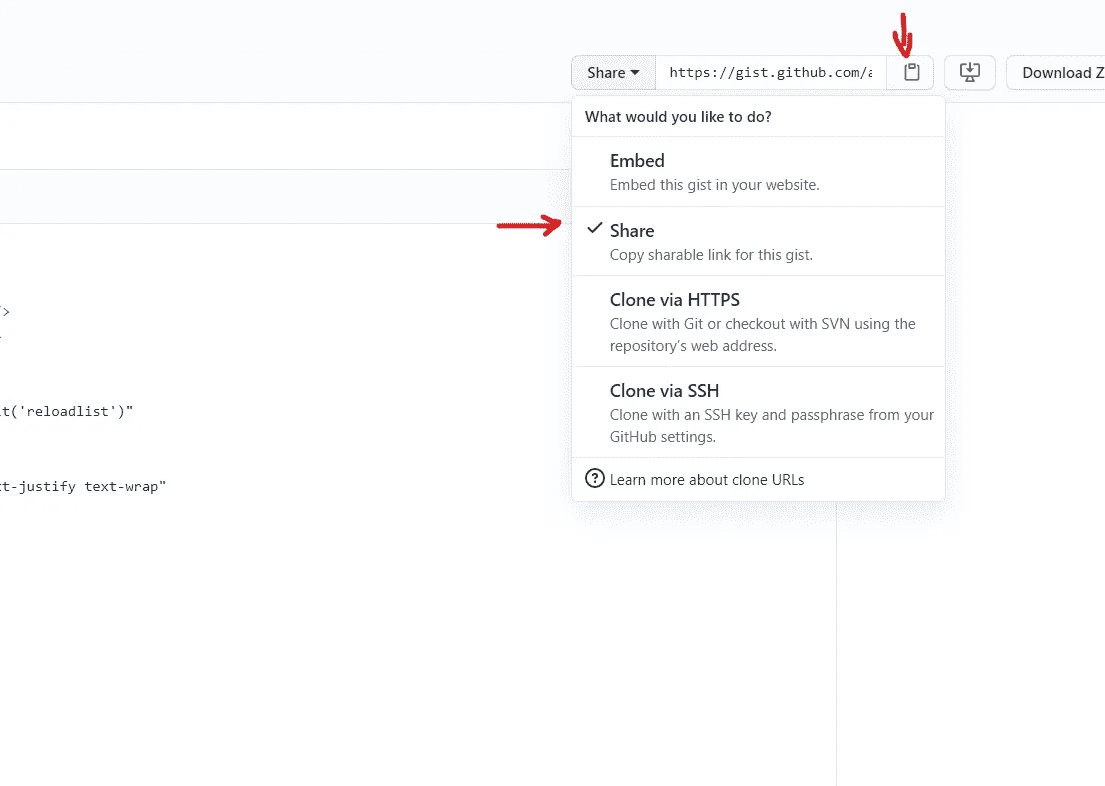 Share
https://gist.github.com/a
Download Z
What would you like to do?
Embed
Embed this gist in your website.
Share
Copy sharable link for this gist.
Clone via HTTPS
Clone with Git or checkout with SVN using the
repository's web address.
Clone via SSH
Clone with an SSH key and passphrase from your
GitHub settings.
Learn more about clone URLs
>
t('reloadlist')"
t-justify text-wrap"